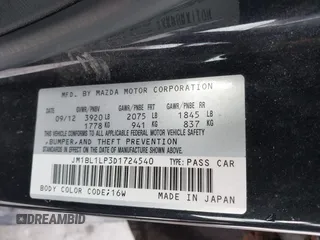 MFD. BY MAZDA MOTOR CORPORATION
DATE GVWR/PNBV GAWR/PNBE FRT GAWR/PNBE RR
09/12 3920 LB 2075 LB 1845 LB
1778 KG 941 KG 837 KG
THIS VEHICLE CONFORMS TO ALL APPLICABLE FEDERAL MOTOR VEHICLE SAFETY
BUMPER, AND THEFT PREVENTION
STANDARDS IN EFFECT ON THE DATE OF MANUFACTURE SHOWN ABOVE.
JM1BL1LP3D1724540 TYPE: PASS CAR
BODY COLOR CODE: 16W MADE IN JAPAN
DREAMBID